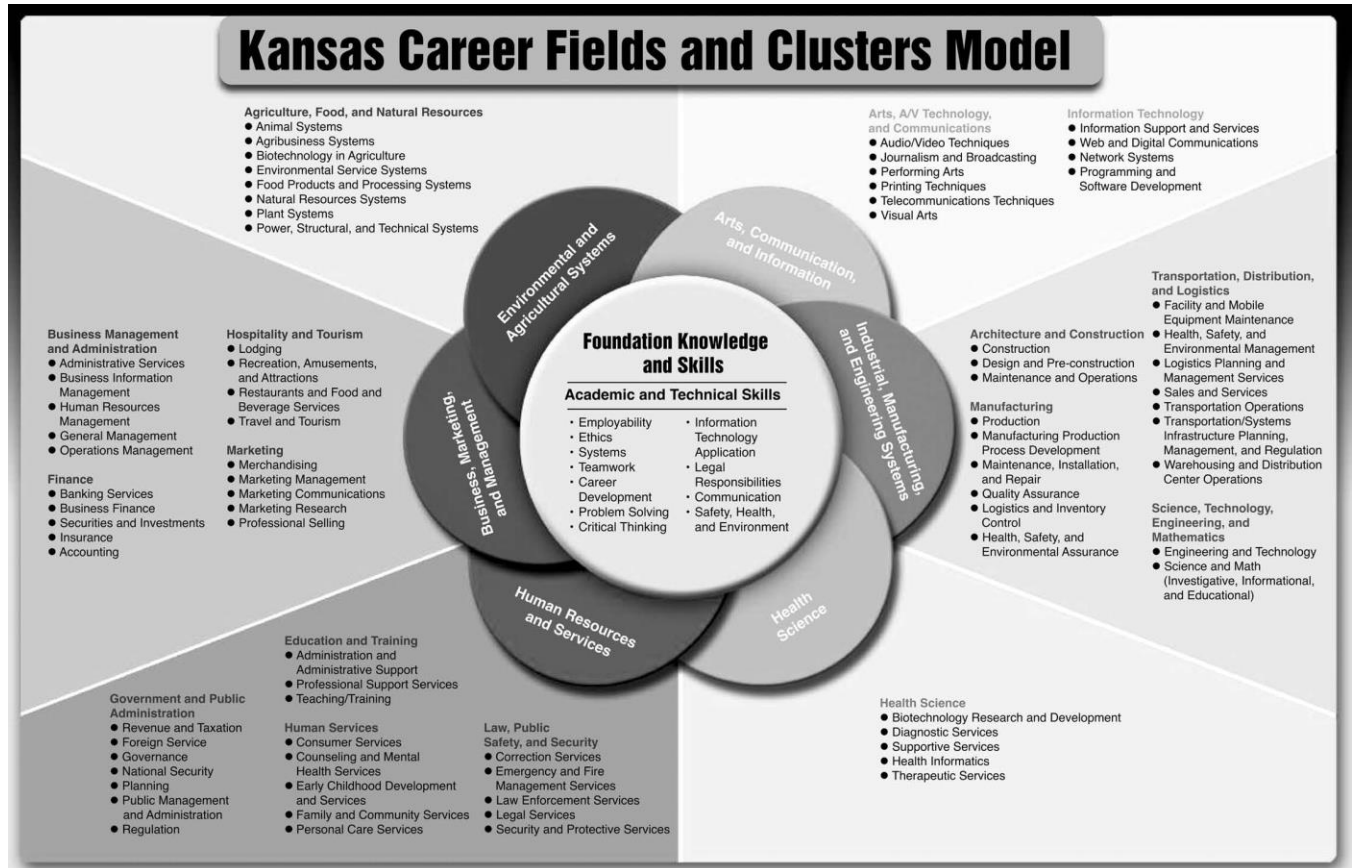 Kansas Career Fields and Clusters Model
Agriculture, Food, and Natural Resources
● Animal Systems
● Agribusiness Systems
● Biotechnology in Agriculture
● Environmental Service Systems
● Food Products and Processing Systems
● Natural Resources Systems
● Plant Systems
● Power, Structural, and Technical Systems
Arts, A/V Technology,
and Communications
● Audio/Video Techniques
● Journalism and Broadcasting
● Performing Arts
● Printing Techniques
● Telecommunications Techniques
● Visual Arts
Information Technology
● Information Support and Services
● Web and Digital Communications
● Network Systems
● Programming and
Software Development
Business Management
and Administration
● Administrative Services
● Business Information
Management
● Human Resources
Management
● General Management
● Operations Management
Finance
● Banking Services
● Business Finance
● Securities and Investments
● Insurance
● Accounting
Hospitality and Tourism
● Lodging
● Recreation, Amusements,
and Attractions
● Restaurants and Food and
Beverage Services
● Travel and Tourism
Marketing
● Merchandising
● Marketing Management
● Marketing Communications
● Marketing Research
● Professional Selling
Environmental and
Agricultural Systems
Arts, Communication,
and Information
Business, Marketing,
and Management
Industrial, Manufacturing,
and Engineering Systems
Human Resources
and Services
Health
Science
Foundation Knowledge
and Skills
Academic and Technical Skills
· Employability
· Ethics
· Systems
· Teamwork
· Career
Development
· Problem Solving
· Critical Thinking
· Information
Technology
Application
· Legal
Responsibilities
· Communication
· Safety, Health,
and Environment
Architecture and Construction
● Construction
● Design and Pre-construction
● Maintenance and Operations
Manufacturing
● Production
● Manufacturing Production
Process Development
● Maintenance, Installation,
and Repair
● Quality Assurance
● Logistics and Inventory
Control
● Health, Safety, and
Environmental Assurance
Transportation, Distribution,
and Logistics
● Facility and Mobile
Equipment Maintenance
● Health, Safety, and
Environmental Management
● Logistics Planning and
Management Services
● Sales and Services
● Transportation Operations
● Transportation/Systems
Infrastructure Planning,
Management, and Regulation
● Warehousing and Distribution
Center Operations
Science, Technology,
Engineering, and
Mathematics
● Engineering and Technology
● Science and Math
(Investigative, Informational,
and Educational)
Education and Training
● Administration and
Administrative Support
● Professional Support Services
● Teaching/Training
Government and Public
Administration
● Revenue and Taxation
● Foreign Service
● Governance
● National Security
● Planning
● Public Management
and Administration
● Regulation
Human Services
● Consumer Services
● Counseling and Mental
Health Services
● Early Childhood Development
and Services
● Family and Community Services
● Personal Care Services
Law, Public
Safety, and Security
● Correction Services
● Emergency and Fire
Management Services
● Law Enforcement Services
● Legal Services
● Security and Protective Services
Health Science
● Biotechnology Research and Development
● Diagnostic Services
● Supportive Services
● Health Informatics
● Therapeutic Services